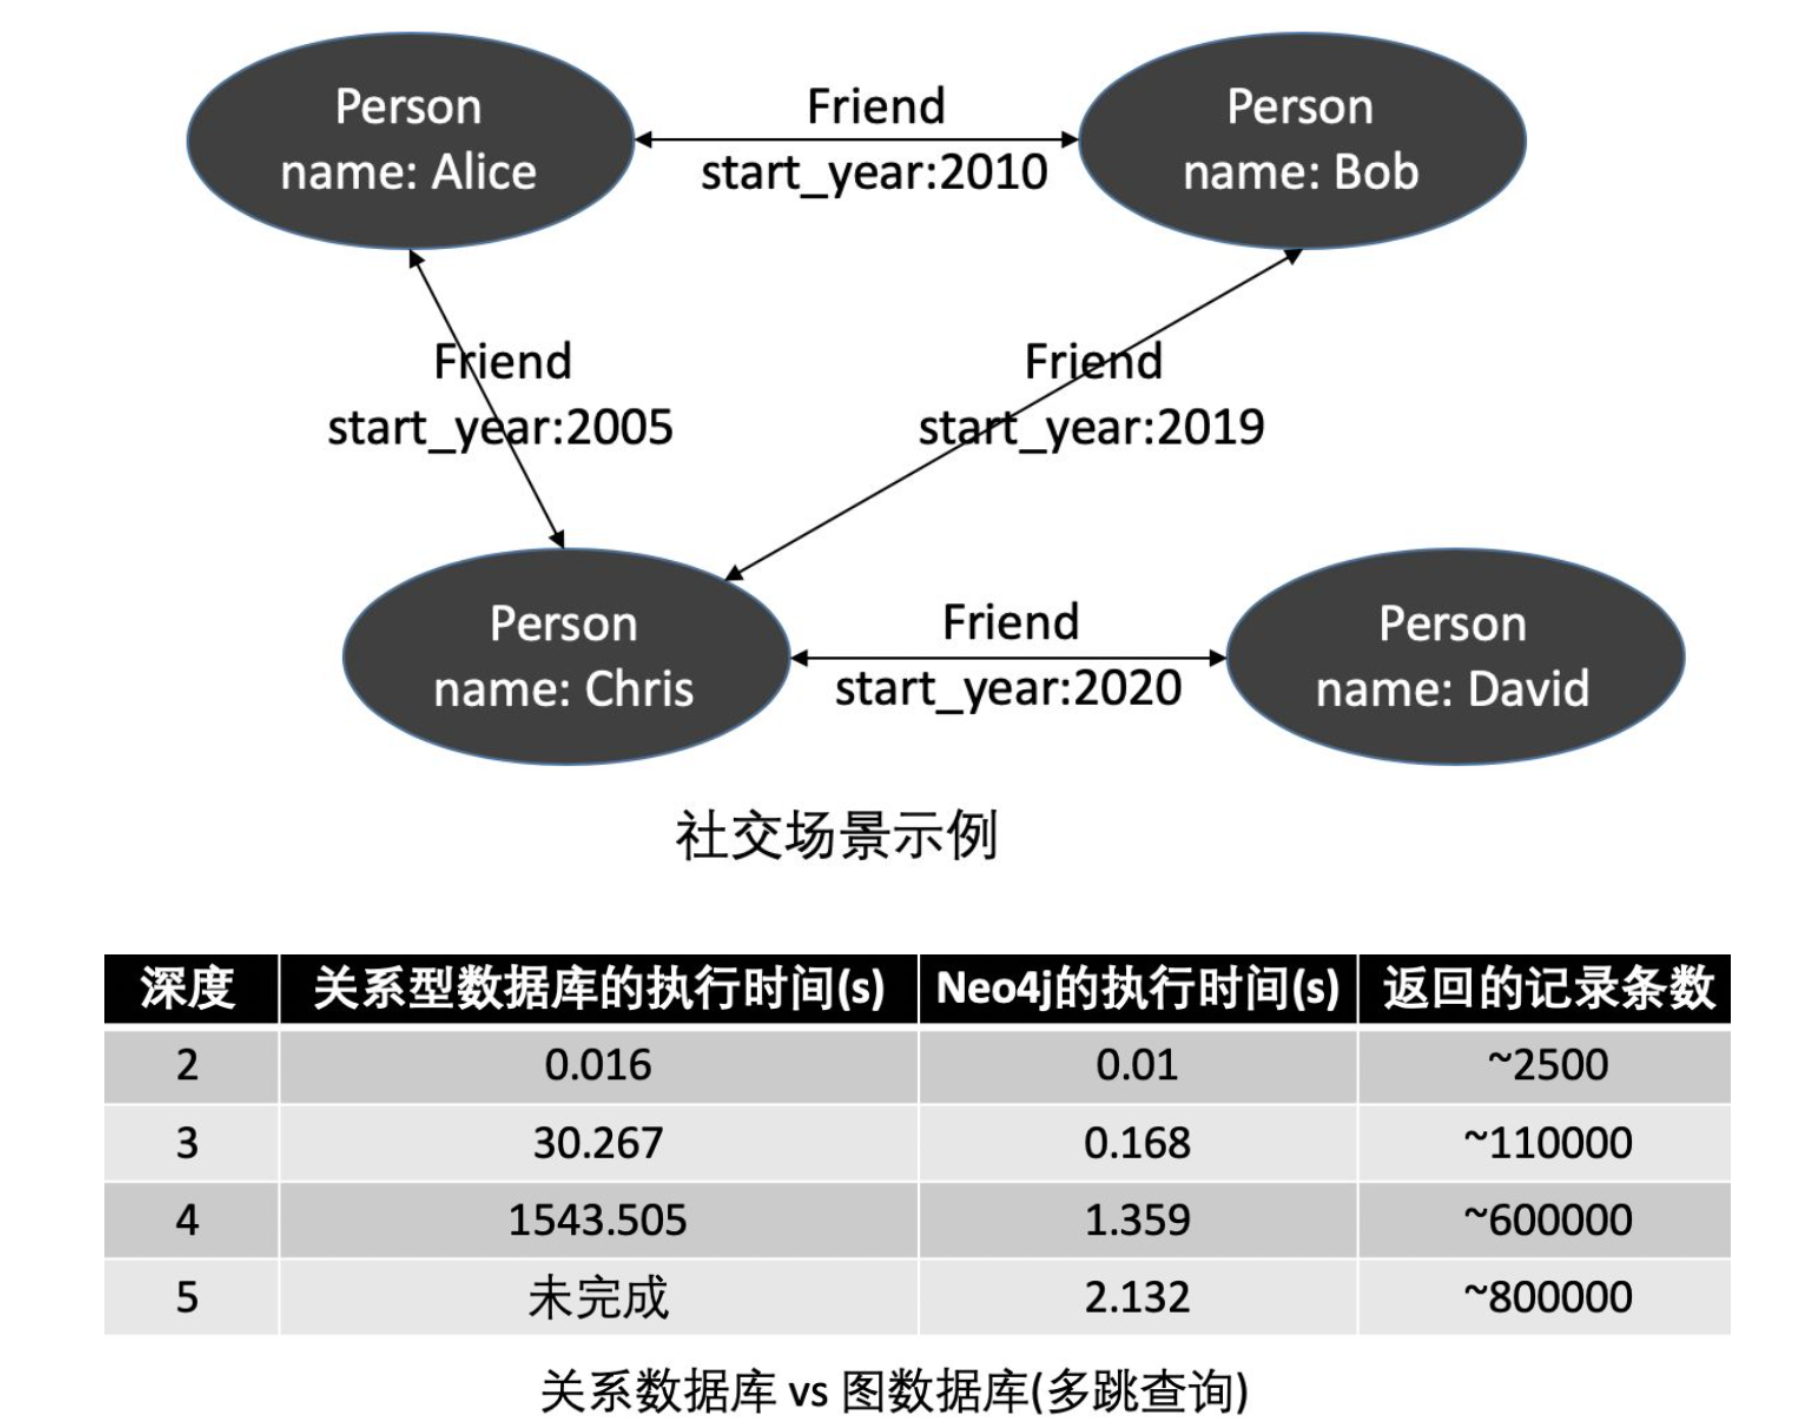 Person
name: Alice
Friend
start_year:2010
Person
name: Bob
Friend
start_year:2005
Friend
start_year:2019
Person
name: Chris
Friend
start_year:2020
Person
name: David
社交场景示例
深度 关系型数据库的执行时间(s) Neo4j的执行时间(s) 返回的记录条数
2 0.016 0.01 ~2500
3 30.267 0.168 ~110000
4 1543.505 1.359 ~600000
5 未完成 2.132 ~800000
关系数据库 vs 图数据库(多跳查询)